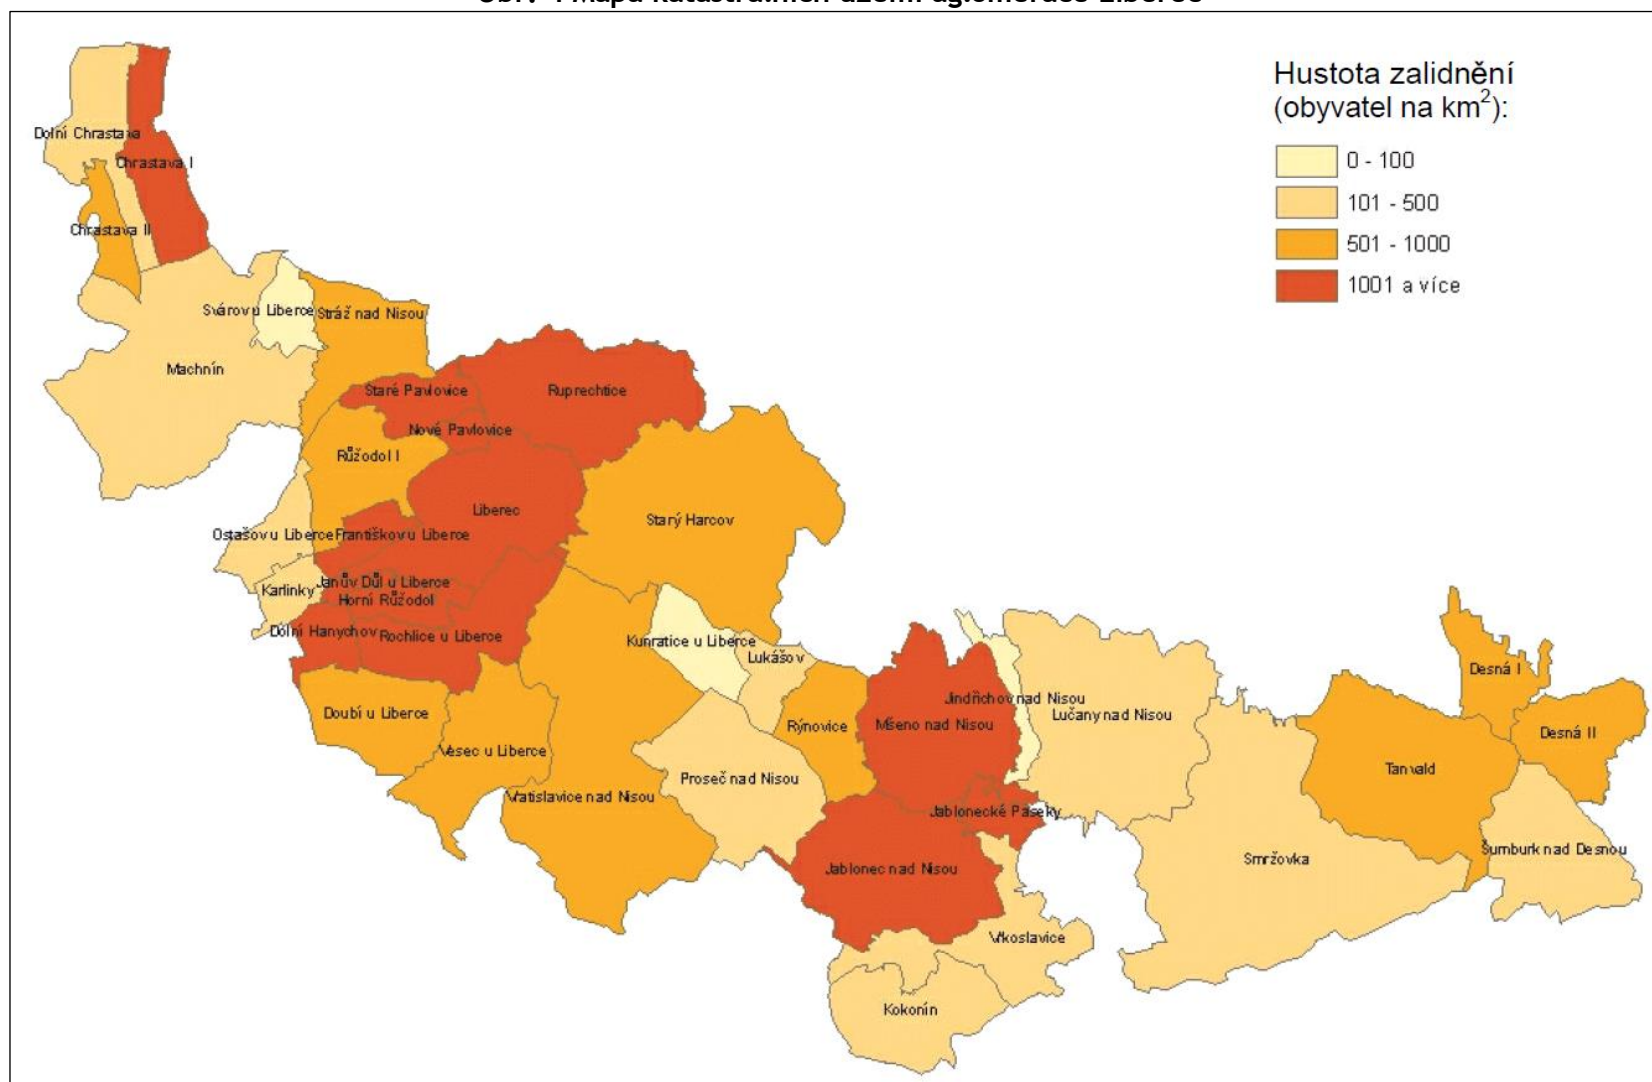 Hustota zalidnění
(obyvatel na km²):
0 - 100
101 - 500
501 - 1000
1001 a více
Dolní Chrastava
Chrastava I
Chrastava II
Svárov u Liberce
Stráž nad Nisou
Machnín
Staré Pavlovice
Ruprechtice
Nové Pavlovice
Růžodol I
Liberec
Starý Harcov
Ostašov u Liberce
Františkov u Liberce
Karlinky
Janův Důl u Liberce
Horní Růžodol
Dolní Hanychov
Rochlice u Liberce
Kunratice u Liberce
Lukášov
Doubí u Liberce
Vesec u Liberce
Rýnovice
Mšeno nad Nisou
Jindřichov nad Nisou
Lučany nad Nisou
Desná I
Desná II
Tanvald
Proseč nad Nisou
Vratislavice nad Nisou
Jablonecké Paseky
Jablonec nad Nisou
Smržovka
Šumburk nad Desnou
Vrkoslavice
Kokonín